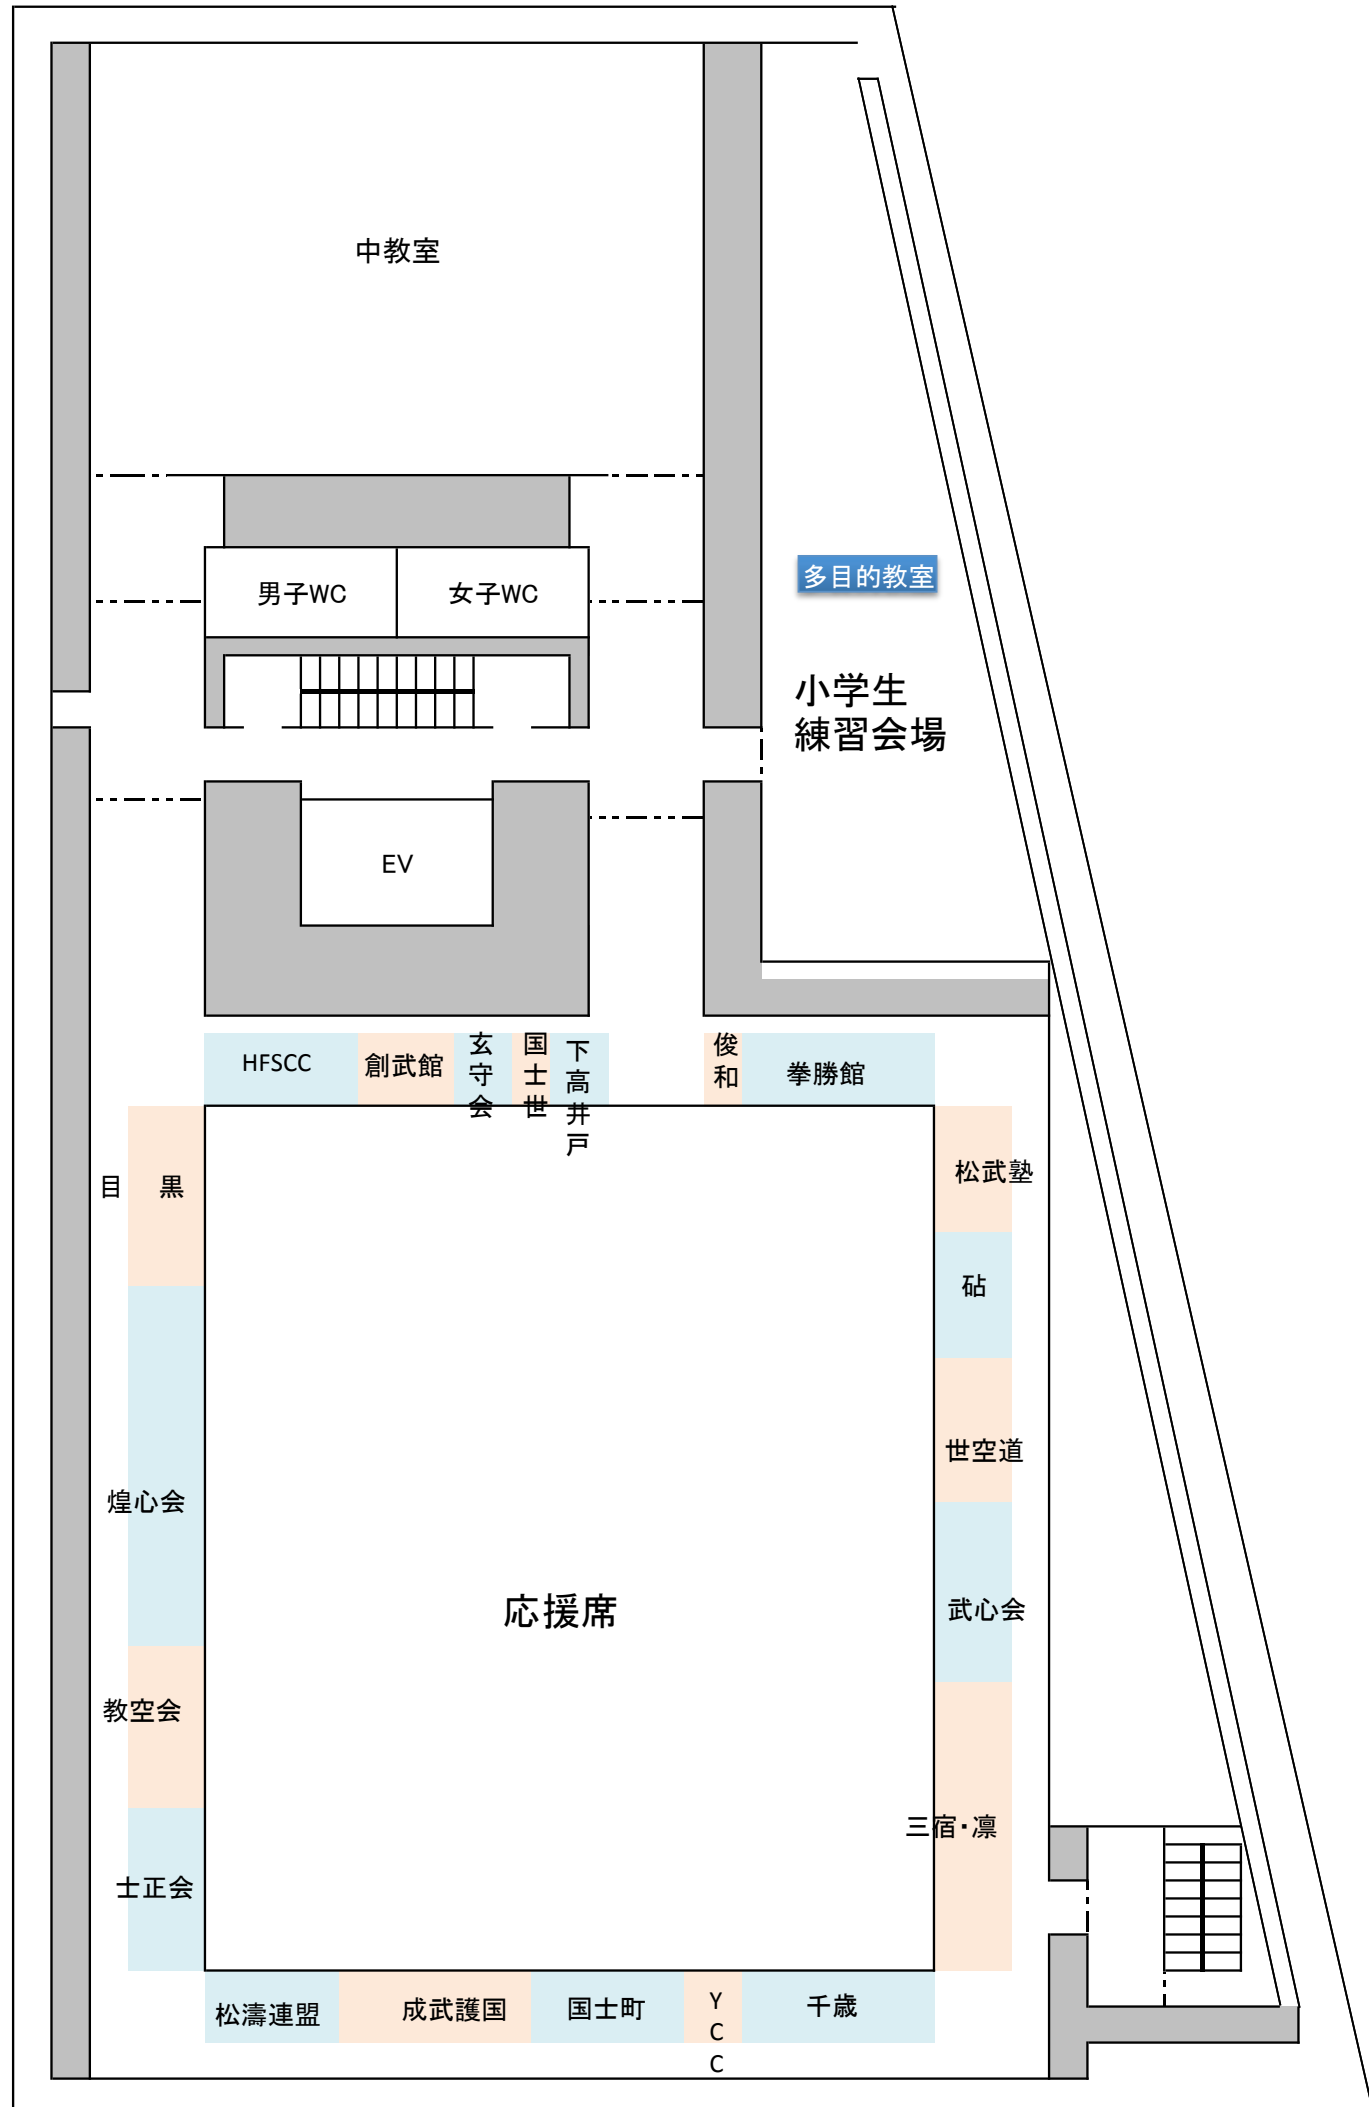 中教室
男子WC
女子WC
多目的教室
小学生
練習会場
EV
HFSCC
創武館
玄守会
国士世
下高井戸
俊和
拳勝館
目 黒
松武塾
砧
世空道
煌心会
武心会
応援席
教空会
三宿・凛
士正会
松濤連盟
成武護国
国士町
YCC
千歳